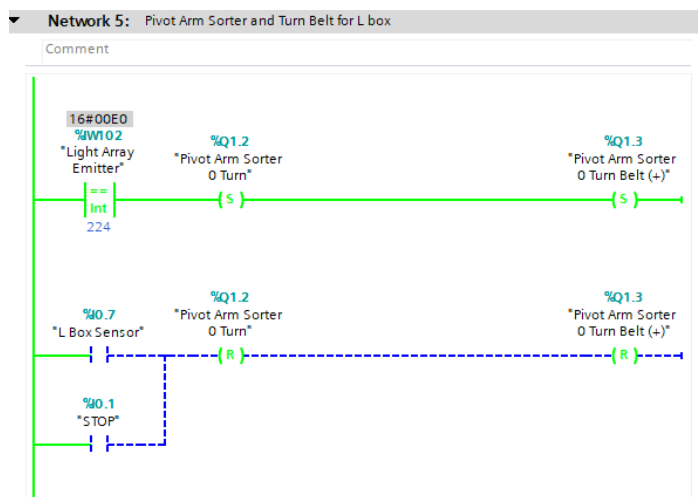 Network 5: Pivot Arm Sorter and Turn Belt for L box
Comment
16#00E0
%IW102
"Light Array
Emitter"
==
Int
224
%Q1.2
"Pivot Arm Sorter
0 Turn"
( S )
%Q1.3
"Pivot Arm Sorter
0 Turn Belt (+)"
( S )
%I0.7
"L Box Sensor"
%Q1.2
"Pivot Arm Sorter
0 Turn"
( R )
%Q1.3
"Pivot Arm Sorter
0 Turn Belt (+)"
( R )
%I0.1
"STOP"